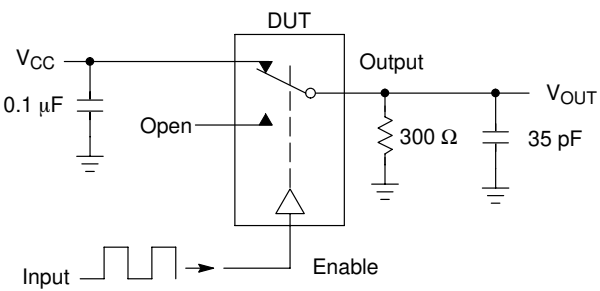 DUT
VCC
Output
VOUT
0.1 μF
Open
300 Ω
35 pF
Input
Enable